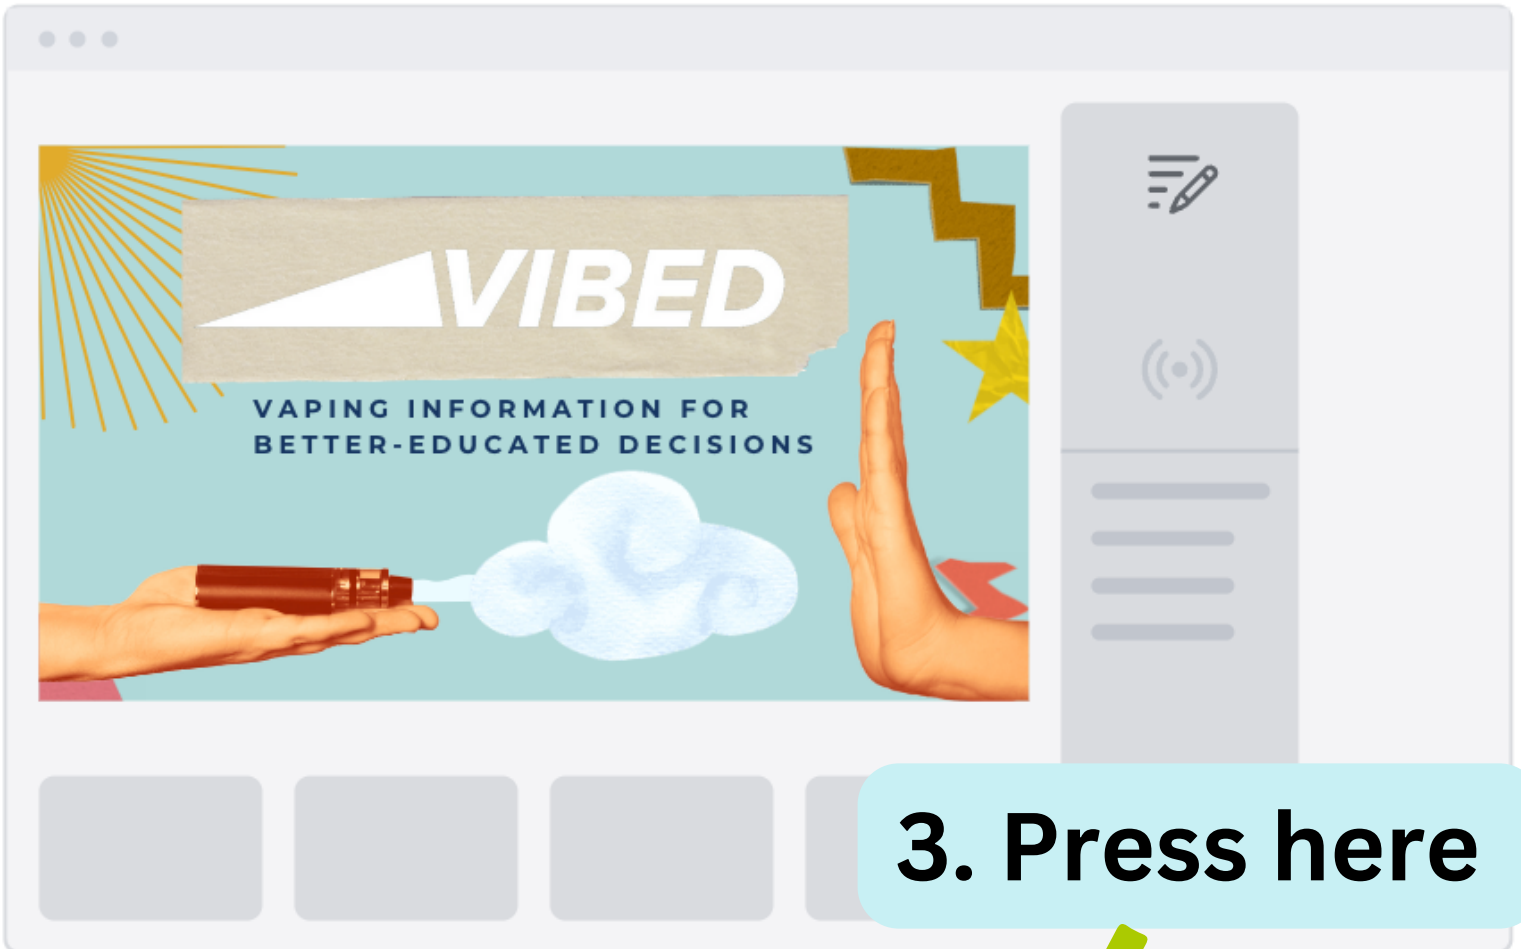 VIBED
VAPING INFORMATION FOR
BETTER-EDUCATED DECISIONS
3. Press here